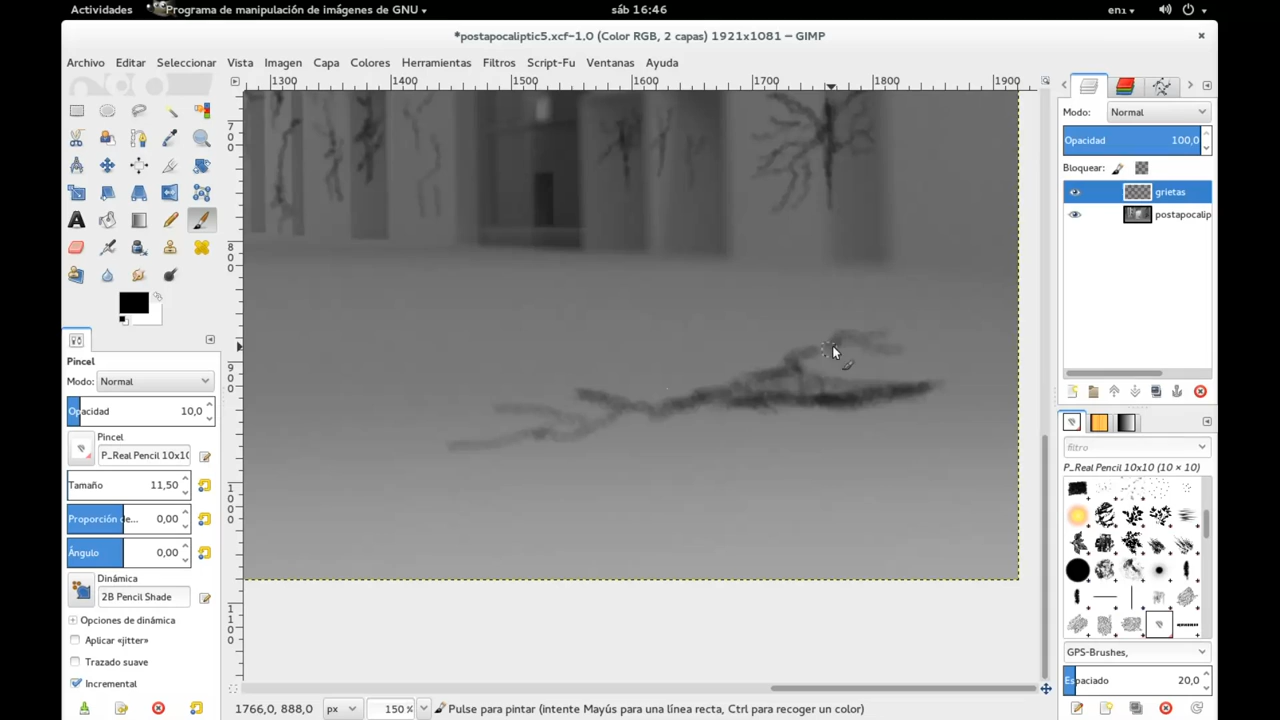 Actividades
Programa de manipulación de imágenes de GNU
sáb 16:46
en₁
*postapocaliptic5.xcf-1.0 (Color RGB, 2 capas) 1921x1081 – GIMP
Archivo Editar Seleccionar Vista Imagen Capa Colores Herramientas Filtros Script-Fu Ventanas Ayuda
1300 1400 1500 1600 1700 1800 1900
700
800
900
1000
1100
Pincel
Modo: Normal
Opacidad 10,0
Pincel
P_Real Pencil 10x10
Tamaño 11,50
Proporción de... 0,00
Ángulo 0,00
Dinámica
2B Pencil Shade
Opciones de dinámica
Aplicar «jitter»
Trazado suave
Incremental
Modo: Normal
Opacidad 100,0
Bloquear:
grietas
postapocalip
filtro
P_Real Pencil 10x10 (10 × 10)
GPS-Brushes,
Espaciado 20,0
1766,0, 888,0 px 150 % Pulse para pintar (intente Mayús para una línea recta, Ctrl para recoger un color)